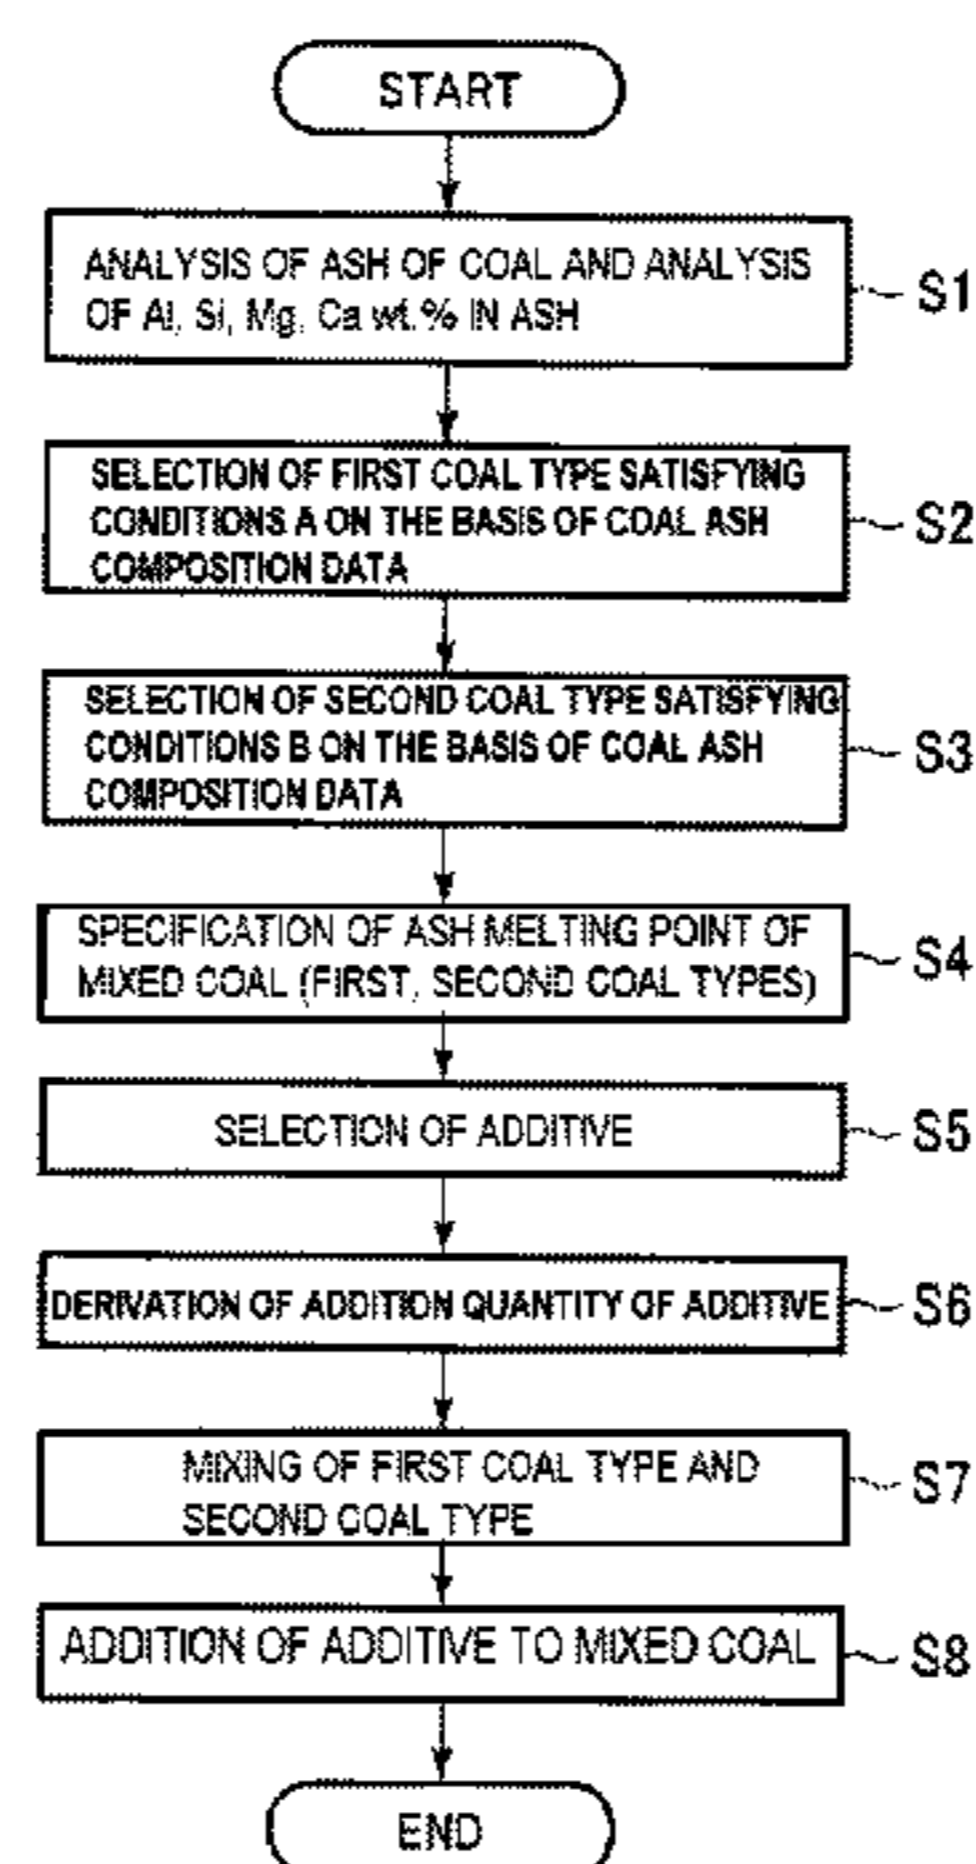 START
ANALYSIS OF ASH OF COAL AND ANALYSIS
OF Al, Si, Mg, Ca wt.% IN ASH
S1
SELECTION OF FIRST COAL TYPE SATISFYING
CONDITIONS A ON THE BASIS OF COAL ASH
COMPOSITION DATA
S2
SELECTION OF SECOND COAL TYPE SATISFYING
CONDITIONS B ON THE BASIS OF COAL ASH
COMPOSITION DATA
S3
SPECIFICATION OF ASH MELTING POINT OF
MIXED COAL (FIRST, SECOND COAL TYPES)
S4
SELECTION OF ADDITIVE
S5
DERIVATION OF ADDITION QUANTITY OF ADDITIVE
S6
MIXING OF FIRST COAL TYPE AND
SECOND COAL TYPE
S7
ADDITION OF ADDITIVE TO MIXED COAL
S8
END